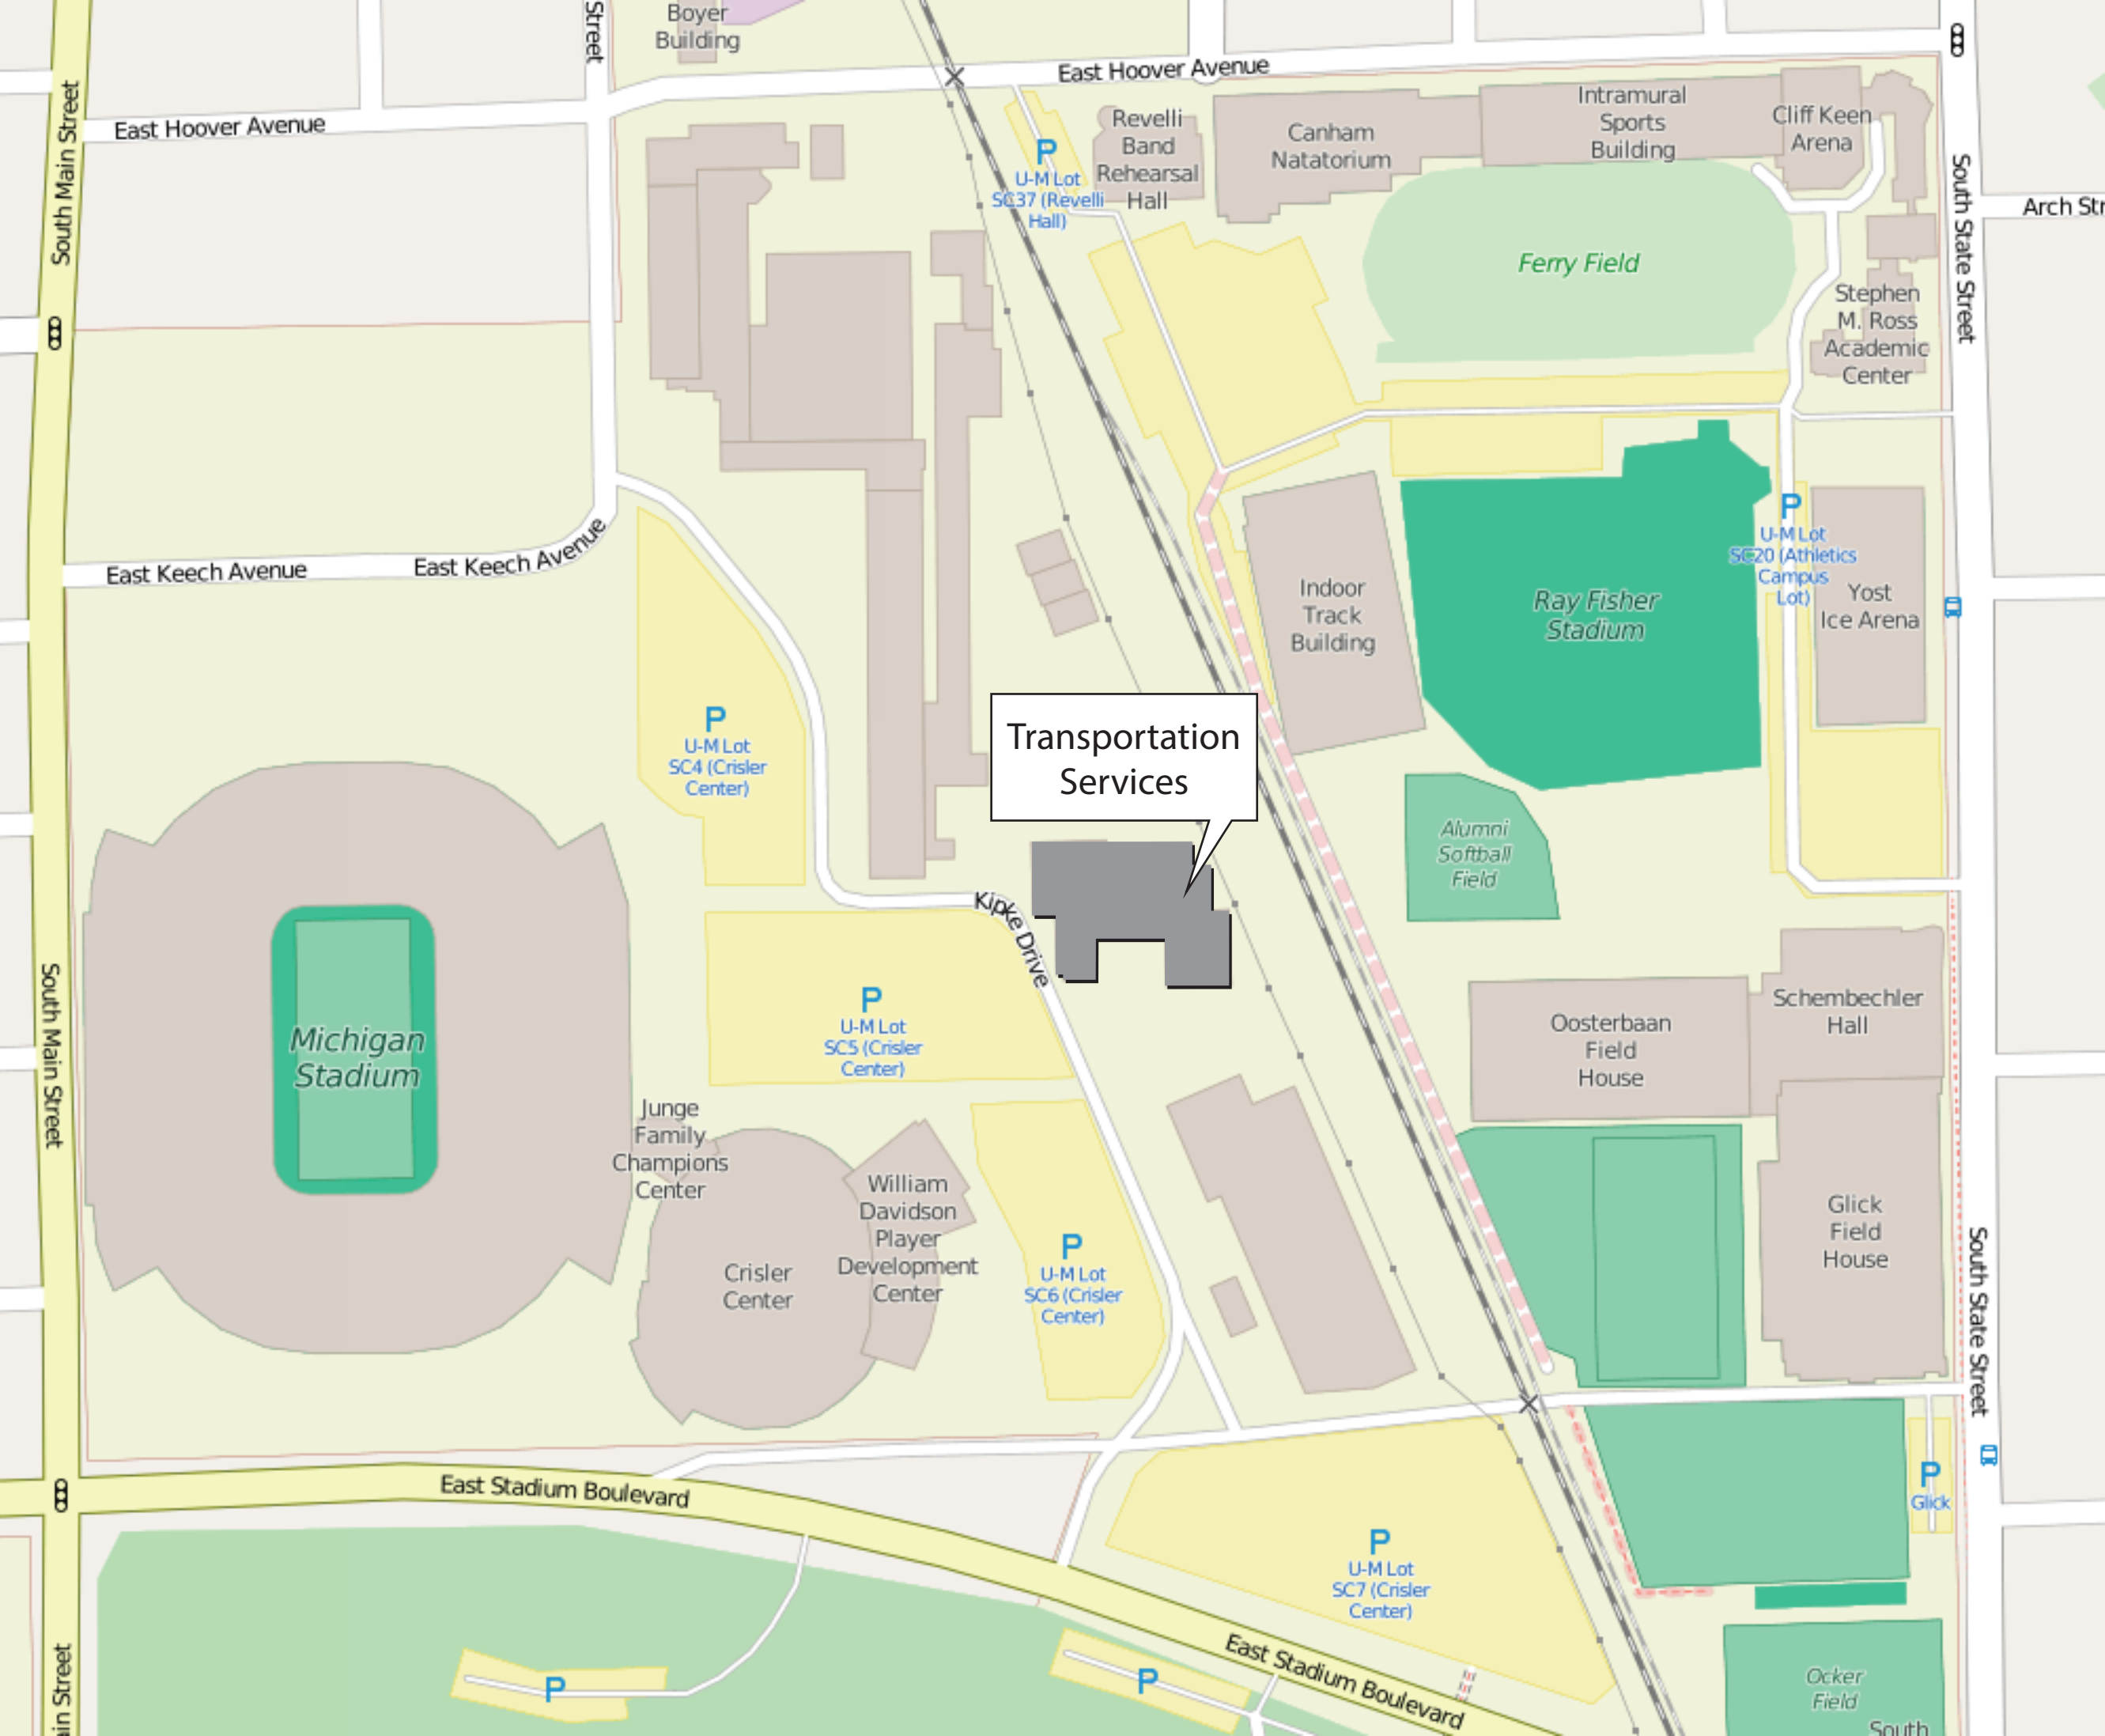 Boyer
Building
Street
East Hoover Avenue
East Hoover Avenue
South Main Street
P
U-M Lot
SC37 (Revelli
Hall)
Revelli
Band
Rehearsal
Hall
Canham
Natatorium
Intramural
Sports
Building
Cliff Keen
Arena
South State Street
Arch Str
Ferry Field
Stephen
M. Ross
Academic
Center
East Keech Avenue
East Keech Avenue
P
U-M Lot
SC20 (Athletics
Campus
Lot)
Yost
Ice Arena
Indoor
Track
Building
Ray Fisher
Stadium
P
U-M Lot
SC4 (Crisler
Center)
Transportation
Services
Alumni
Softball
Field
Kipke Drive
P
U-M Lot
SC5 (Crisler
Center)
Michigan
Stadium
South Main Street
Oosterbaan
Field
House
Schembechler
Hall
Junge
Family
Champions
Center
William
Davidson
Player
Development
Center
Crisler
Center
P
U-M Lot
SC6 (Crisler
Center)
Glick
Field
House
South State Street
East Stadium Boulevard
P
Glick
P
U-M Lot
SC7 (Crisler
Center)
East Stadium Boulevard
P
P
Ocker
Field
South
ain Street